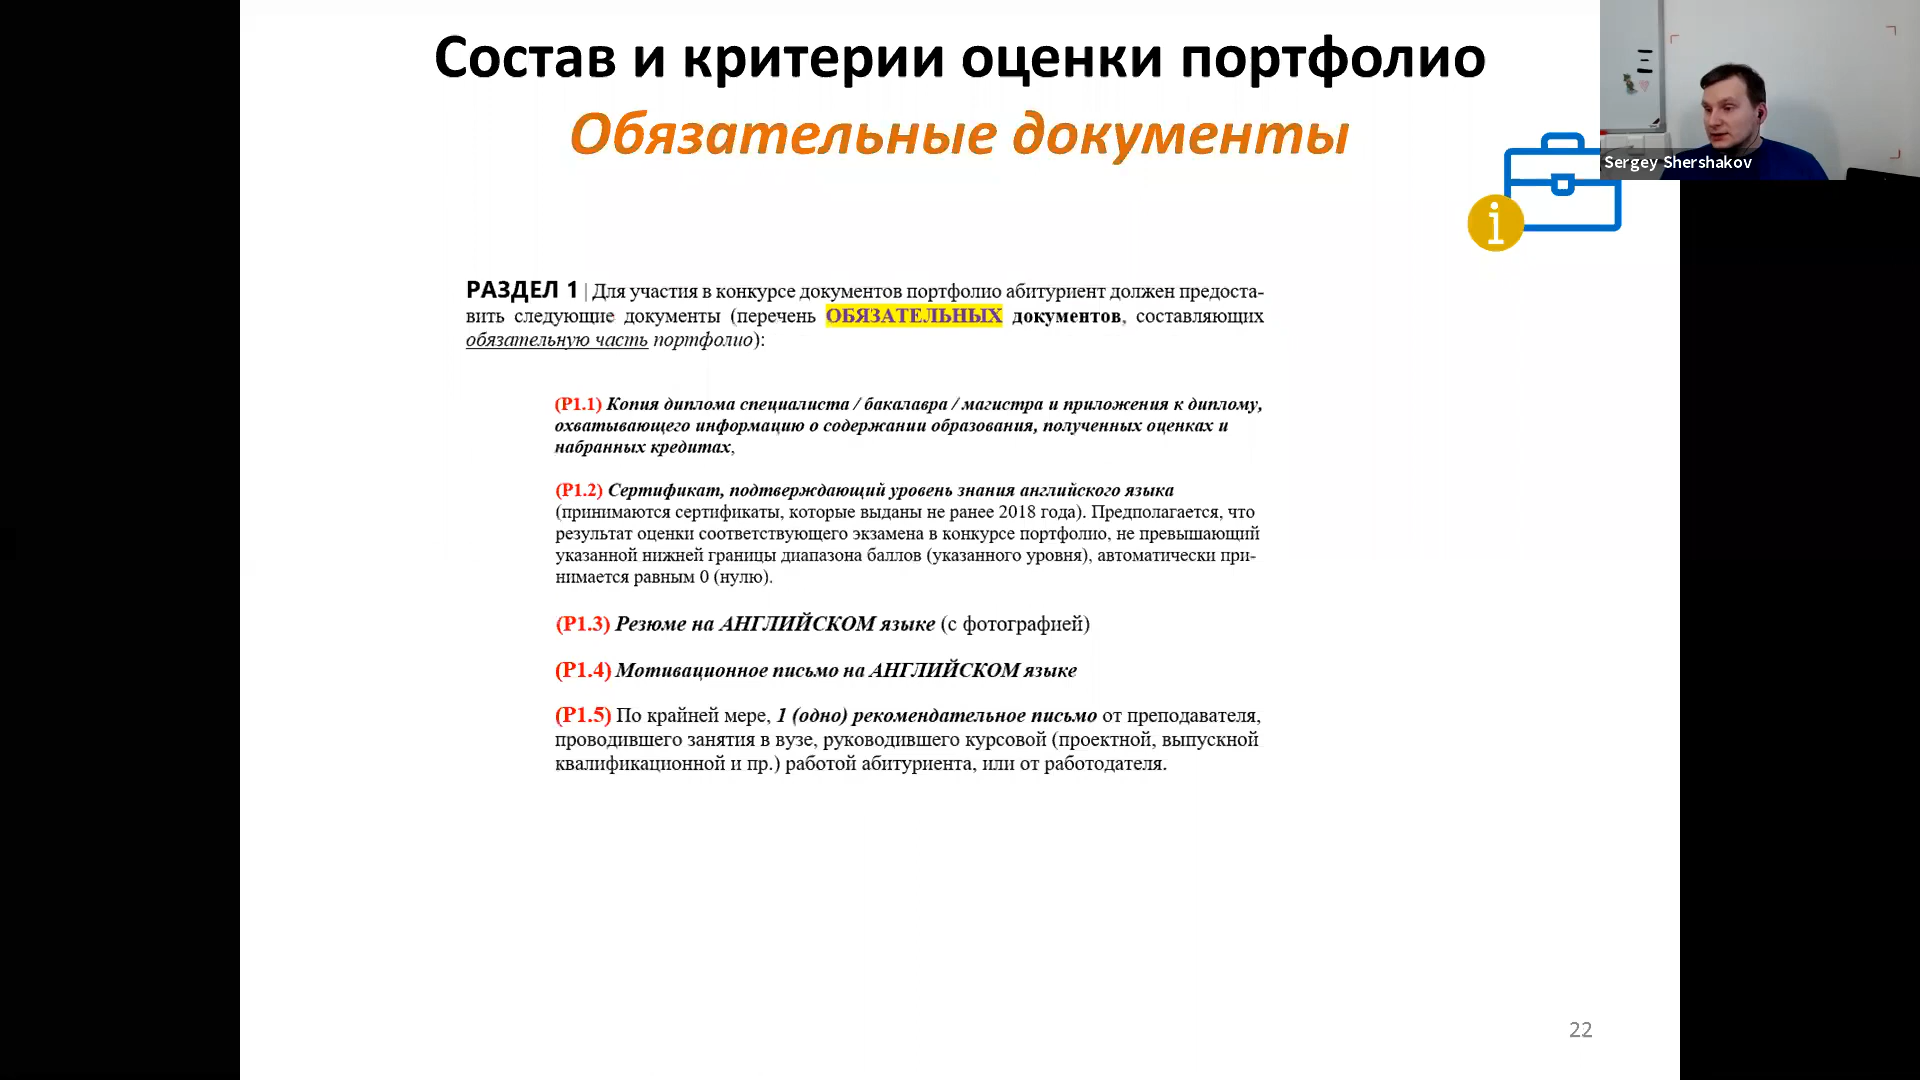 Состав и критерии оценки портфолио
Обязательные документы
Sergey Shershakov
i
РАЗДЕЛ 1 | Для участия в конкурсе документов портфолио абитуриент должен предоста-
вить следующие документы (перечень ОБЯЗАТЕЛЬНЫХ документов, составляющих
обязательную часть портфолио):
(P1.1) Копия диплома специалиста / бакалавра / магистра и приложения к диплому,
охватывающего информацию о содержании образования, полученных оценках и
набранных кредитах,
(P1.2) Сертификат, подтверждающий уровень знания английского языка
(принимаются сертификаты, которые выданы не ранее 2018 года). Предполагается, что
результат оценки соответствующего экзамена в конкурсе портфолио, не превышающий
указанной нижней границы диапазона баллов (указанного уровня), автоматически при-
нимается равным 0 (нулю).
(P1.3) Резюме на АНГЛИЙСКОМ языке (с фотографией)
(P1.4) Мотивационное письмо на АНГЛИЙСКОМ языке
(P1.5) По крайней мере, 1 (одно) рекомендательное письмо от преподавателя,
проводившего занятия в вузе, руководившего курсовой (проектной, выпускной
квалификационной и пр.) работой абитуриента, или от работодателя.
22